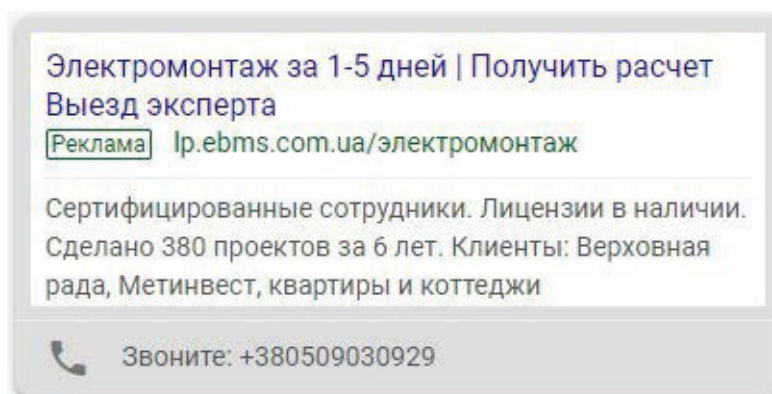 Электромонтаж за 1-5 дней | Получить расчет
Выезд эксперта
Реклама lp.ebms.com.ua/электромонтаж
Сертифицированные сотрудники. Лицензии в наличии.
Сделано 380 проектов за 6 лет. Клиенты: Верховная
рада, Метинвест, квартиры и коттеджи
Звоните: +380509030929